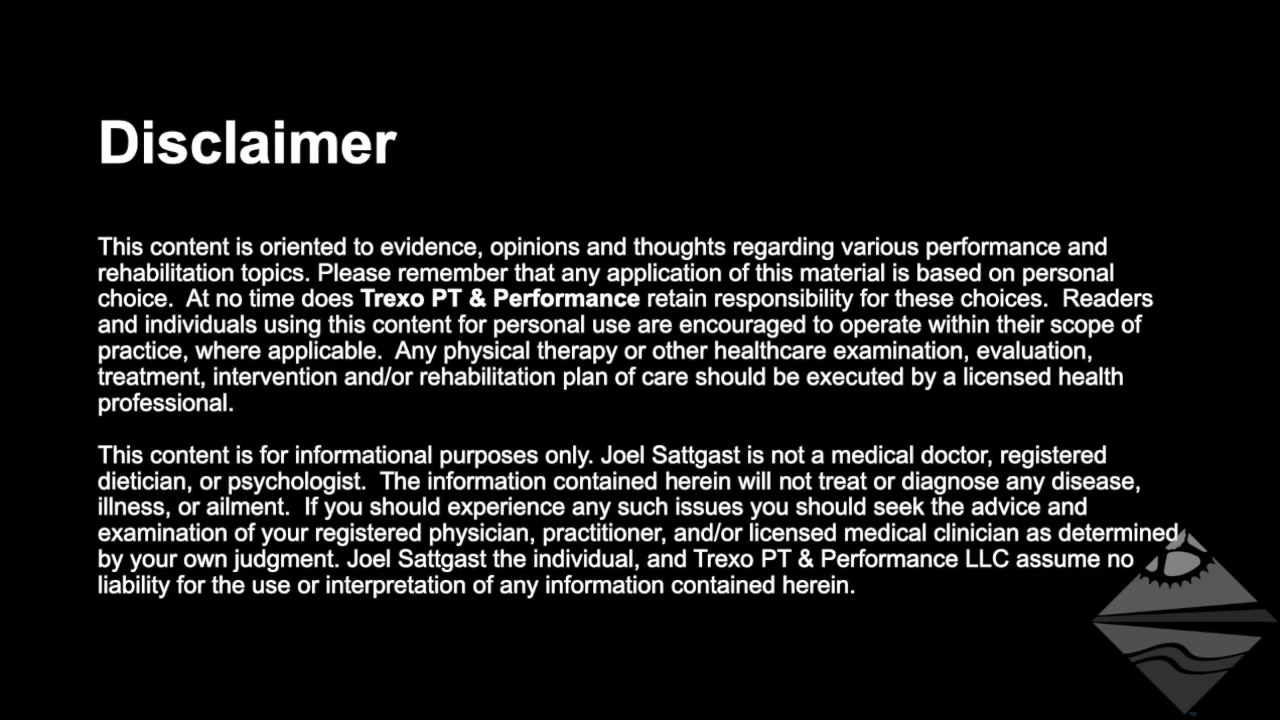 Disclaimer
This content is oriented to evidence, opinions and thoughts regarding various performance and
rehabilitation topics. Please remember that any application of this material is based on personal
choice.  At no time does Trexo PT & Performance retain responsibility for these choices.  Readers
and individuals using this content for personal use are encouraged to operate within their scope of
practice, where applicable.  Any physical therapy or other healthcare examination, evaluation,
treatment, intervention and/or rehabilitation plan of care should be executed by a licensed health
professional.
This content is for informational purposes only. Joel Sattgast is not a medical doctor, registered
dietician, or psychologist.  The information contained herein will not treat or diagnose any disease,
illness, or ailment.  If you should experience any such issues you should seek the advice and
examination of your registered physician, practitioner, and/or licensed medical clinician as determined
by your own judgment. Joel Sattgast the individual, and Trexo PT & Performance LLC assume no
liability for the use or interpretation of any information contained herein.
TM